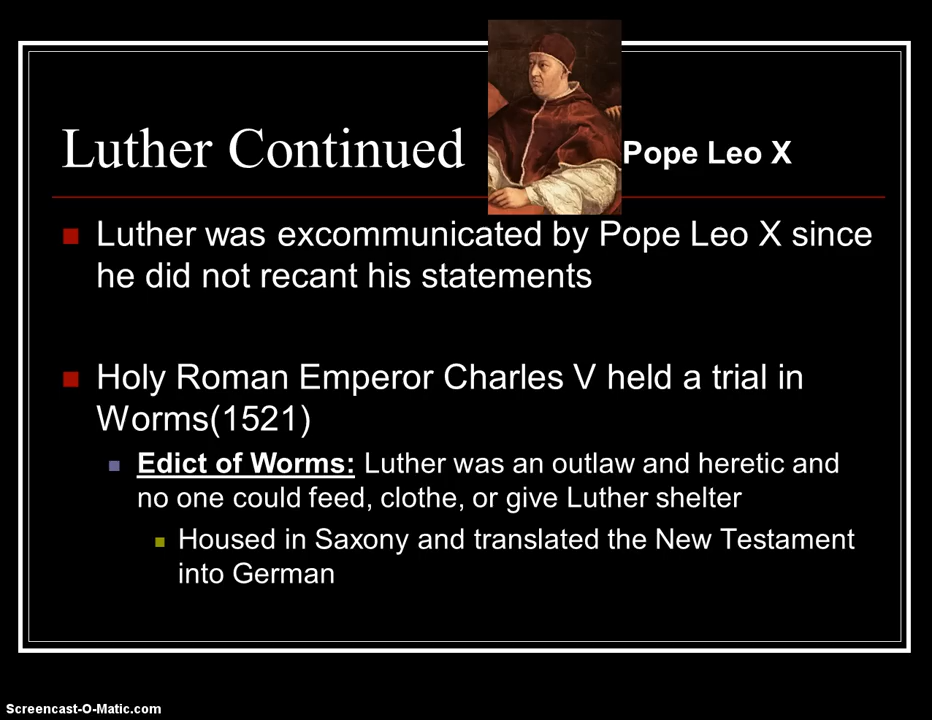 Luther Continued
Pope Leo X
Luther was excommunicated by Pope Leo X since
he did not recant his statements
Holy Roman Emperor Charles V held a trial in
Worms(1521)
Edict of Worms: Luther was an outlaw and heretic and
no one could feed, clothe, or give Luther shelter
Housed in Saxony and translated the New Testament
into German
Screencast-O-Matic.com